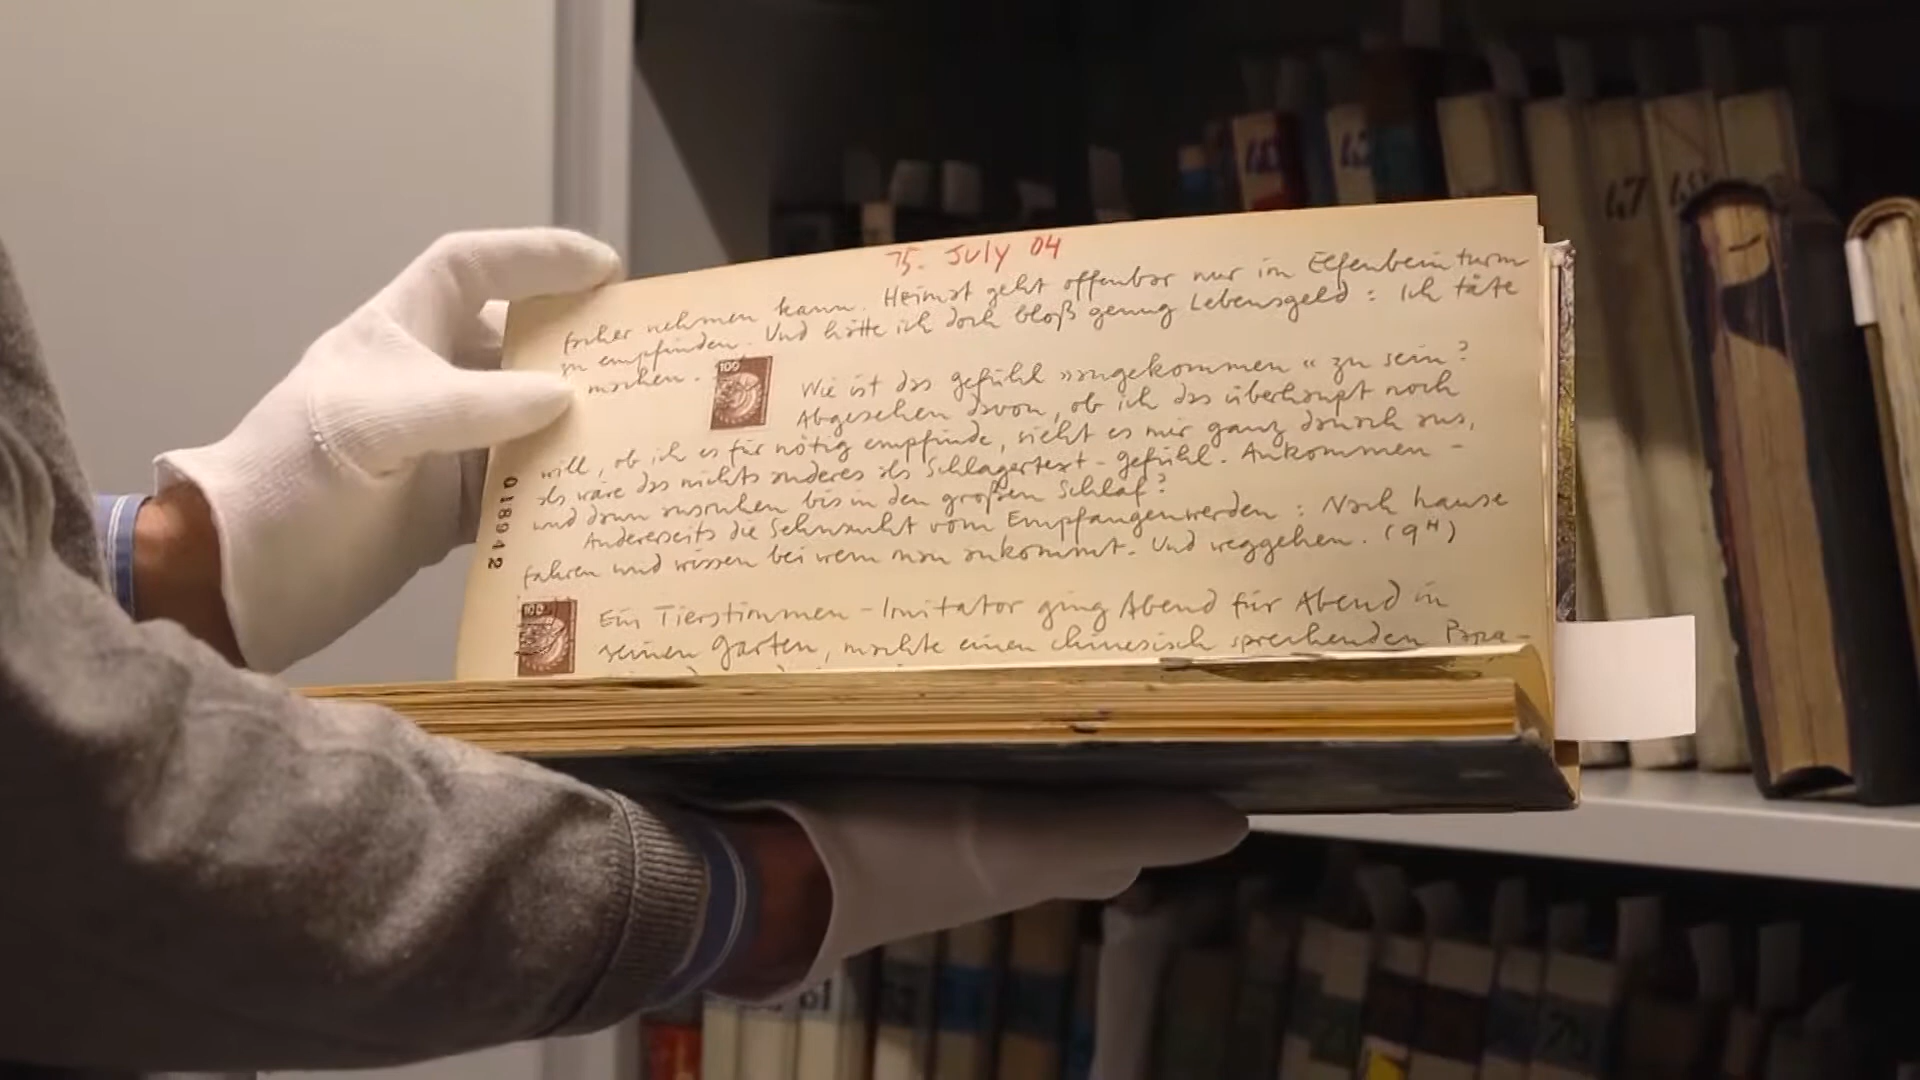 15. July 04
früher nehmen kann. Heimat geht offenbar nur im Elfenbeinturm
zu empfinden. Und hätte ich doch bloß genug Lebensgeld : Ich täte
machen.
100
Wie ist das gefühl »angekommen« zu sein?
Abgesehen davon, ob ich das überhaupt noch
will, ob ich es für nötig empfinde, sieht es mir ganz danach aus,
als wäre das nichts anderes als Schlagertext-gefühl. Ankommen -
und dann ausruhen bis in den großen Schlaf?
Andererseits die Sehnsucht vom Empfangenwerden : Nach hause
fahren und wissen bei wem man ankommt. Und weggehen. (9H)
100
Ein Tierstimmen-Imitator ging Abend für Abend in
seinen garten, machte einen chinesisch sprechenden Papa-
018942
47
61